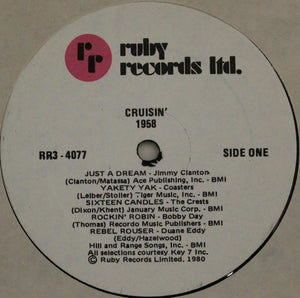 rr ruby
records ltd.
CRUISIN'
1958
RR3 - 4077 SIDE ONE
JUST A DREAM - Jimmy Clanton
(Clanton/Matassa) Ace Publishing, Inc. - BMI
YAKETY YAK - Coasters
(Leiber/Stoller) Tiger Music, Inc. - BMI
SIXTEEN CANDLES - The Crests
(Dixon/Khent) January Music Corp. - BMI
ROCKIN' ROBIN - Bobby Day
(Thomas) Recordo Music Publishers - BMI
REBEL ROUSER - Duane Eddy
(Eddy/Hazelwood)
Hill and Range Songs, Inc. - BMI
All selections courtesy Key 7 Inc.
Ⓒ Ruby Records Limited, 1980